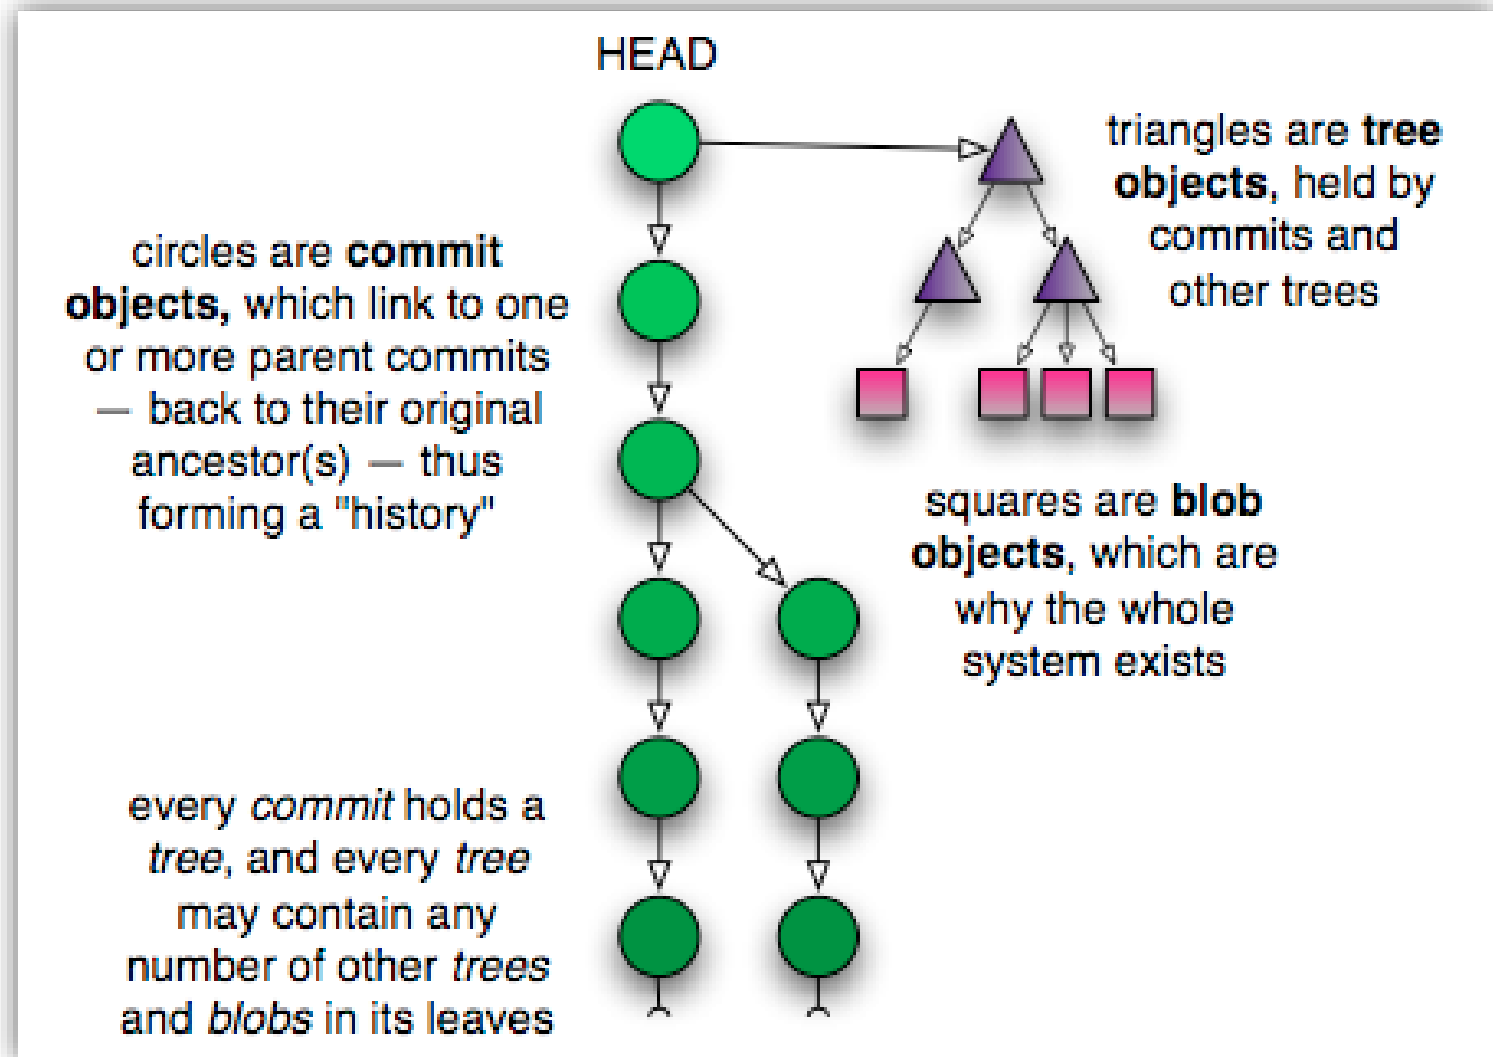 HEAD
triangles are tree
objects, held by
commits and
other trees
circles are commit
objects, which link to one
or more parent commits
— back to their original
ancestor(s) — thus
forming a "history"
squares are blob
objects, which are
why the whole
system exists
every commit holds a
tree, and every tree
may contain any
number of other trees
and blobs in its leaves